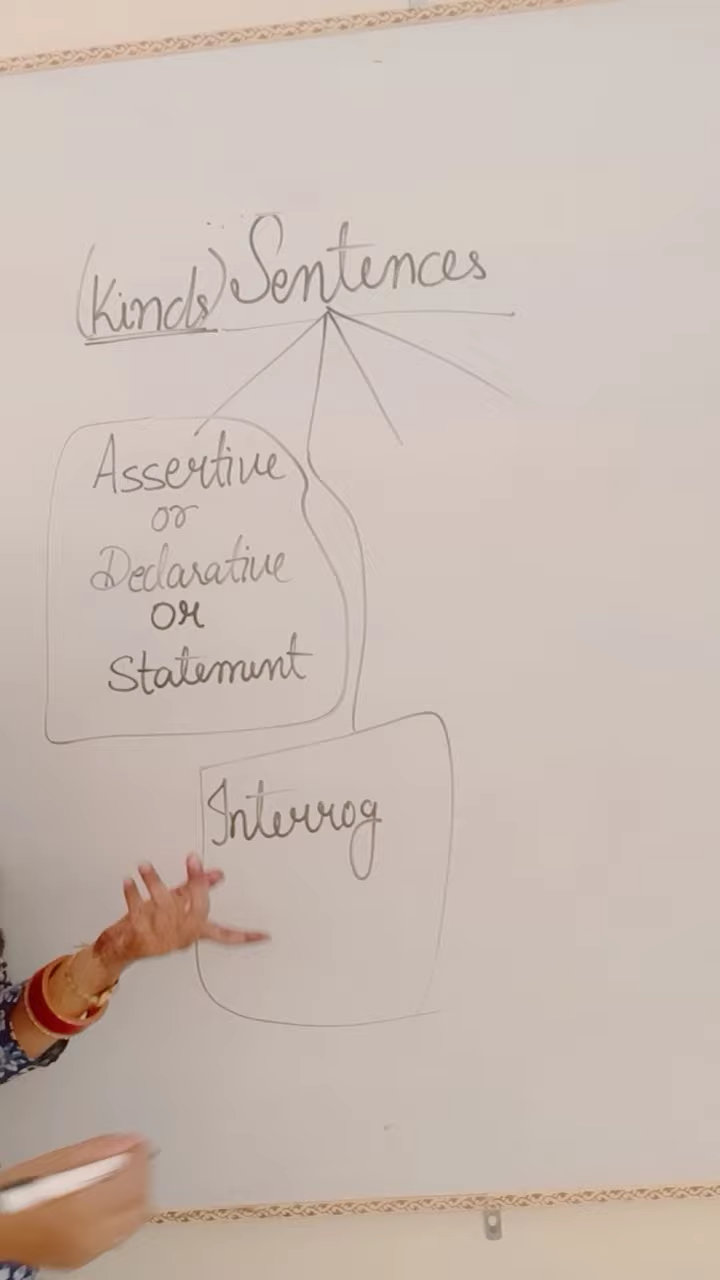 (Kinds) Sentences
Assertive
or
Declarative
OR
Statement
Interrog